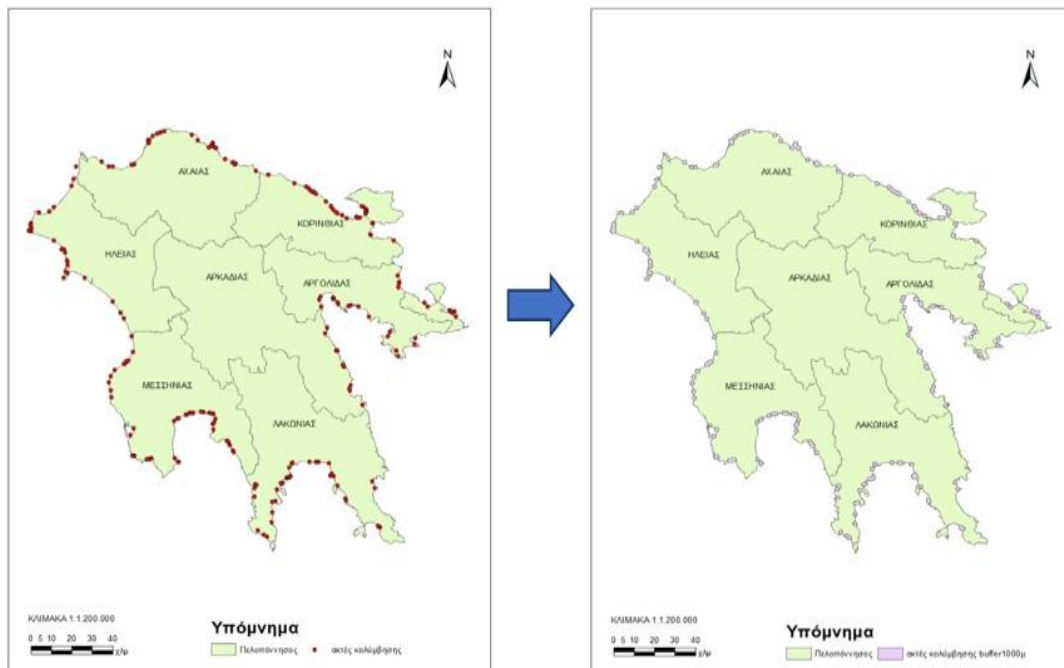 N
ΑΧΑΪΑΣ
ΚΟΡΙΝΘΙΑΣ
ΗΛΕΙΑΣ
ΑΡΚΑΔΙΑΣ
ΑΡΓΟΛΙΔΑΣ
ΜΕΣΣΗΝΙΑΣ
ΛΑΚΩΝΙΑΣ
ΚΛΙΜΑΚΑ 1:1.200.000
0 5 10 20 30 40
χ/μ
Υπόμνημα
Πελοπόννησος
ακτές κολύμβησης
N
ΑΧΑΪΑΣ
ΚΟΡΙΝΘΙΑΣ
ΗΛΕΙΑΣ
ΑΡΚΑΔΙΑΣ
ΑΡΓΟΛΙΔΑΣ
ΜΕΣΣΗΝΙΑΣ
ΛΑΚΩΝΙΑΣ
ΚΛΙΜΑΚΑ 1:1.200.000
0 5 10 20 30 40
χ/μ
Υπόμνημα
Πελοπόννησος
ακτές κολύμβησης buffer1000μ